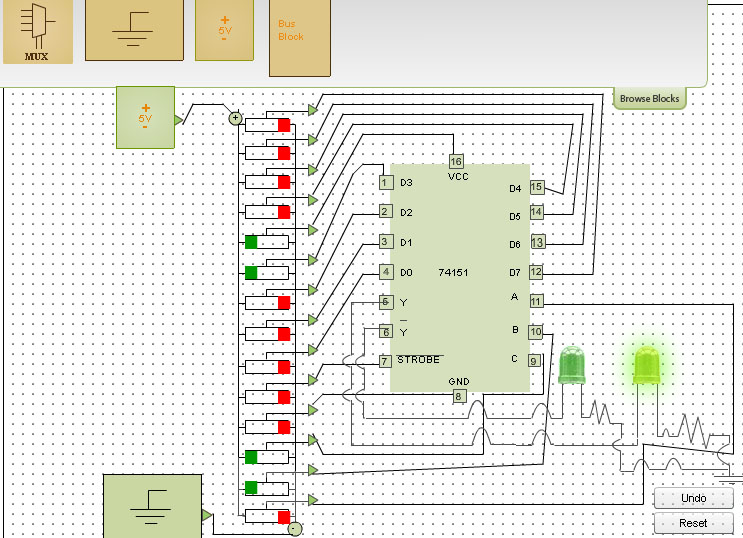 MUX
+
5V
-
Bus
Block
Browse Blocks
+
5V
-
+
16
VCC
1 D3
D4 15
2 D2
D5 14
3 D1
D6 13
4 D0
74151
D7 12
5 Y
A 11
6 Y
B 10
7 STROBE
C 9
GND
8
-
Undo
Reset